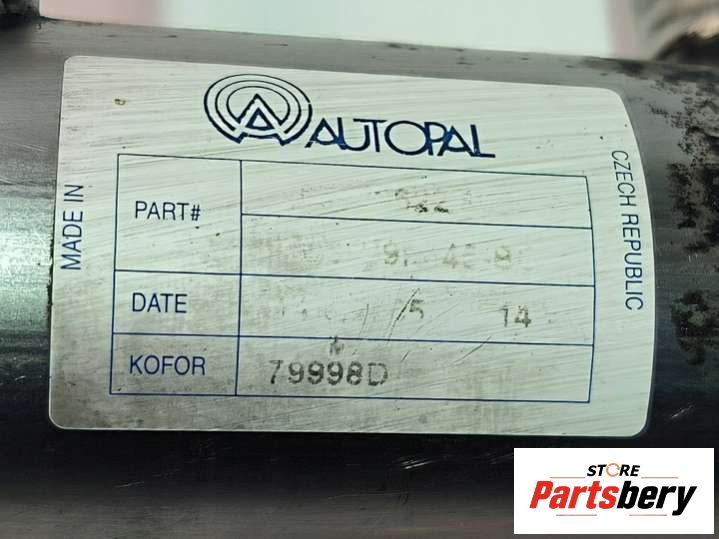 AUTOPAL
MADE IN
CZECH REPUBLIC
PART#
DATE 14
KOFOR 79998D
STORE
Partsbery